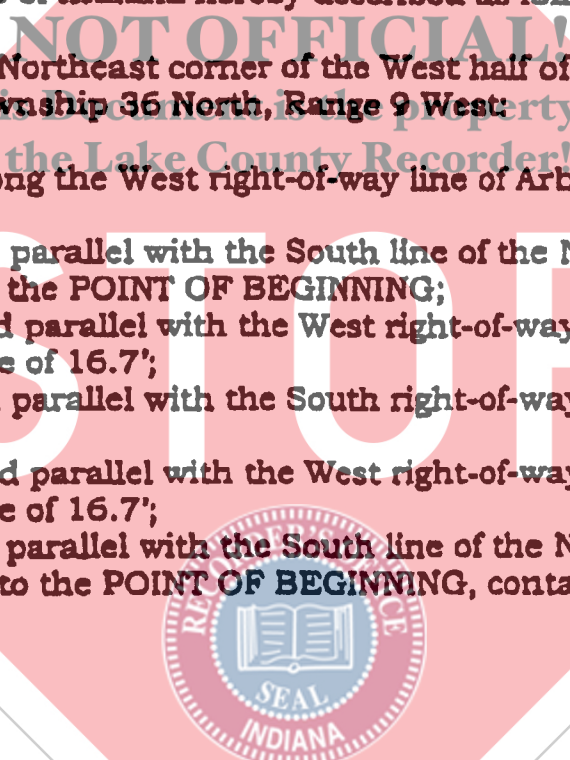 hereby described as
NOT OFFICIAL!
Northeast corner of the West half of
wnship 36 North, Range 9 West:
is Document is the property
the Lake County Recorder!
ong the West right-of-way line of Arb
parallel with the South line of the N
the POINT OF BEGINNING;
d parallel with the West right-of-way
e of 16.7';
parallel with the South right-of-way
d parallel with the West right-of-way
e of 16.7';
parallel with the South line of the N
to the POINT OF BEGINNING, conta
STOP
RECORDER'S OFFICE
SEAL
INDIANA